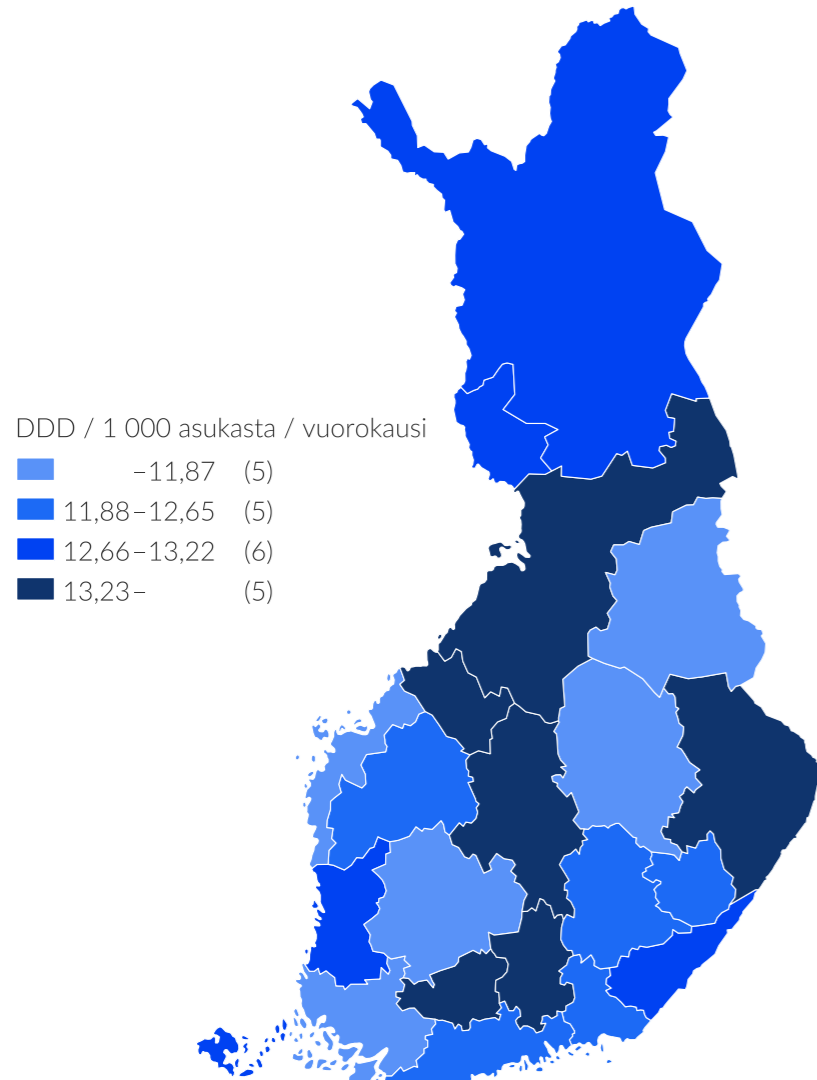 DDD / 1 000 asukasta / vuorokausi
–11,87 (5)
11,88–12,65 (5)
12,66–13,22 (6)
13,23– (5)